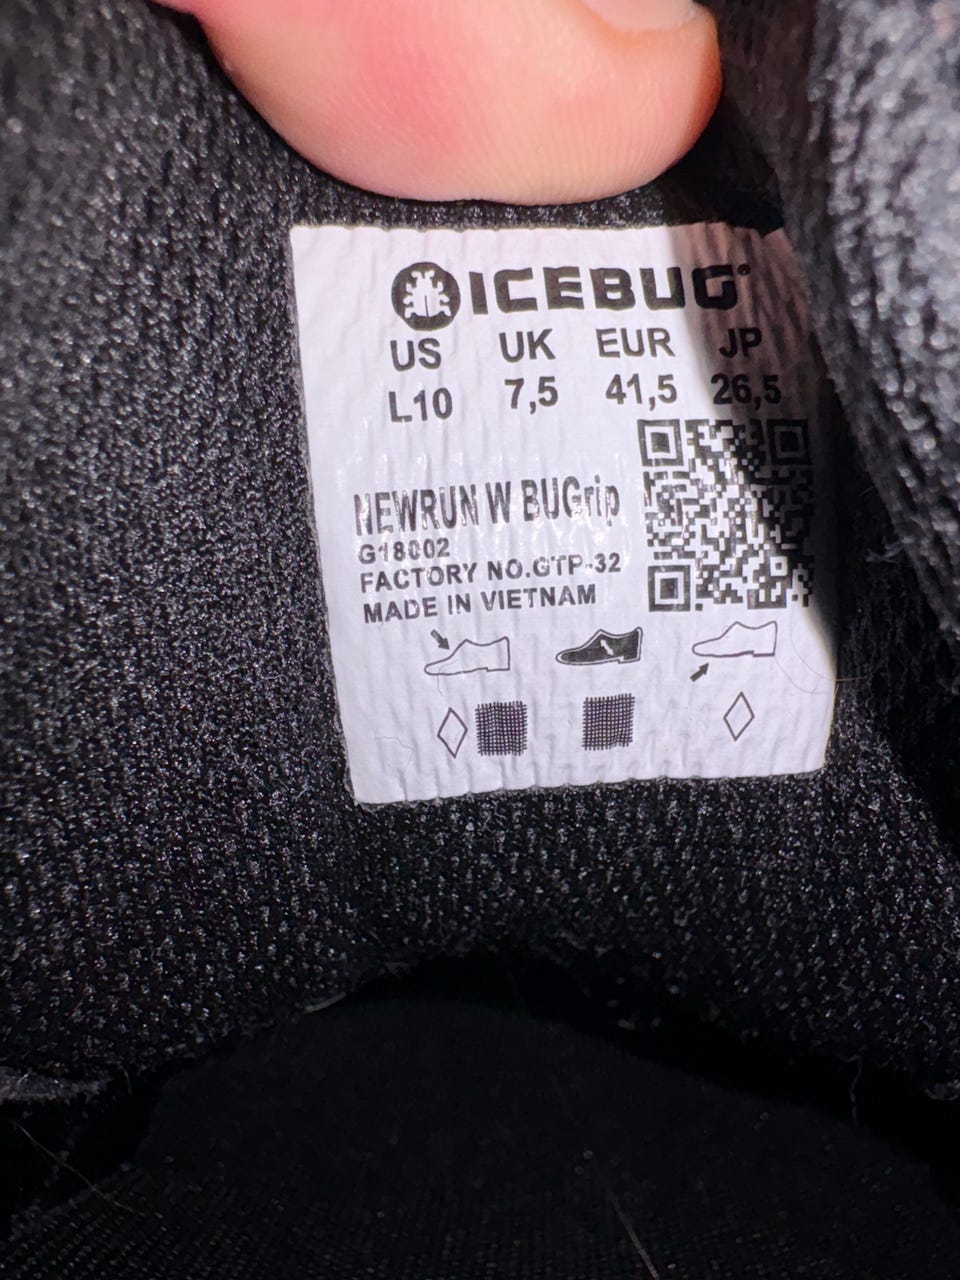 ICEBUG®
US UK EUR JP
L10 7,5 41,5 26,5
NEWRUN W BUGrip
G18002
FACTORY NO.GTP-32
MADE IN VIETNAM